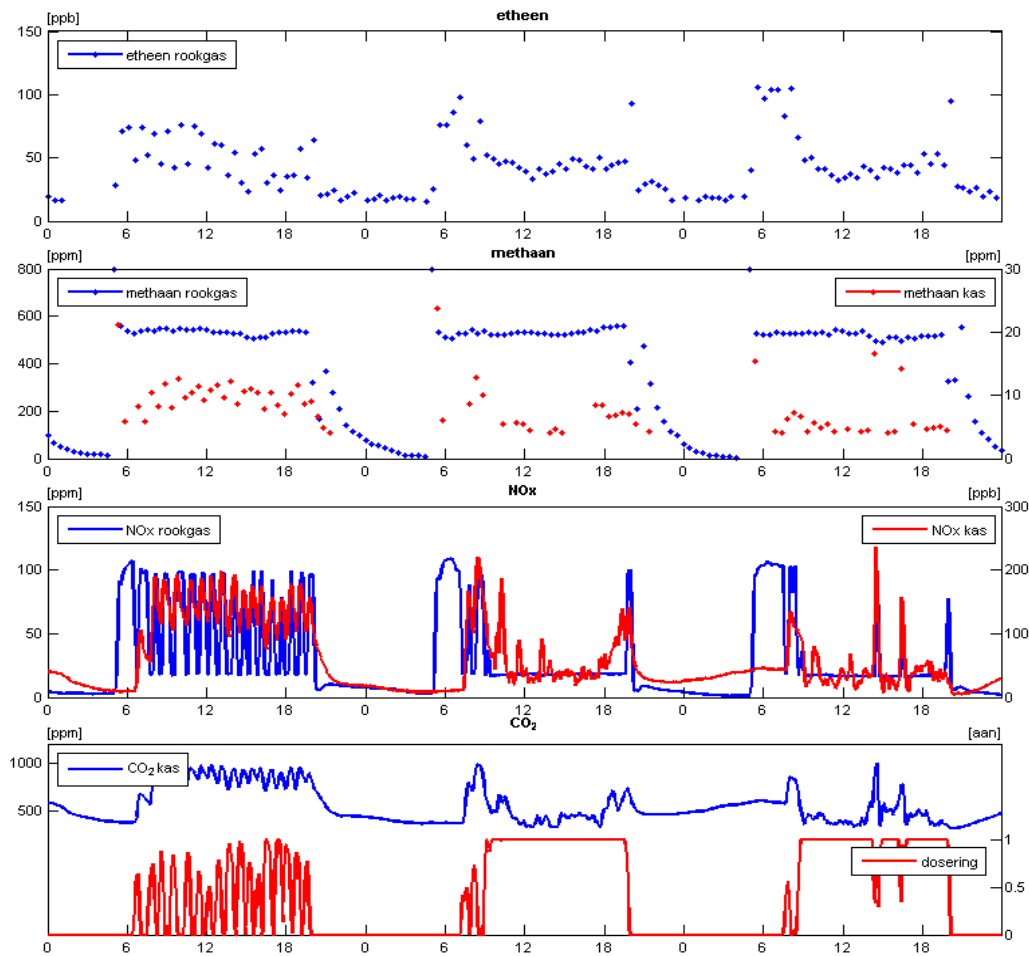 [ppb]
etheen
150
100
50
0
etheen rookgas
0 6 12 18 0 6 12 18 0 6 12 18
[ppm]
methaan
[ppm]
800
600
400
200
0
methaan rookgas
methaan kas
30
20
10
0
0 6 12 18 0 6 12 18 0 6 12 18
[ppm]
NOx
[ppb]
150
100
50
0
NOx rookgas
NOx kas
300
200
100
0
0 6 12 18 0 6 12 18 0 6 12 18
[ppm]
CO₂
[aan]
1000
500
CO₂ kas
dosering
1
0.5
0
0 6 12 18 0 6 12 18 0 6 12 18